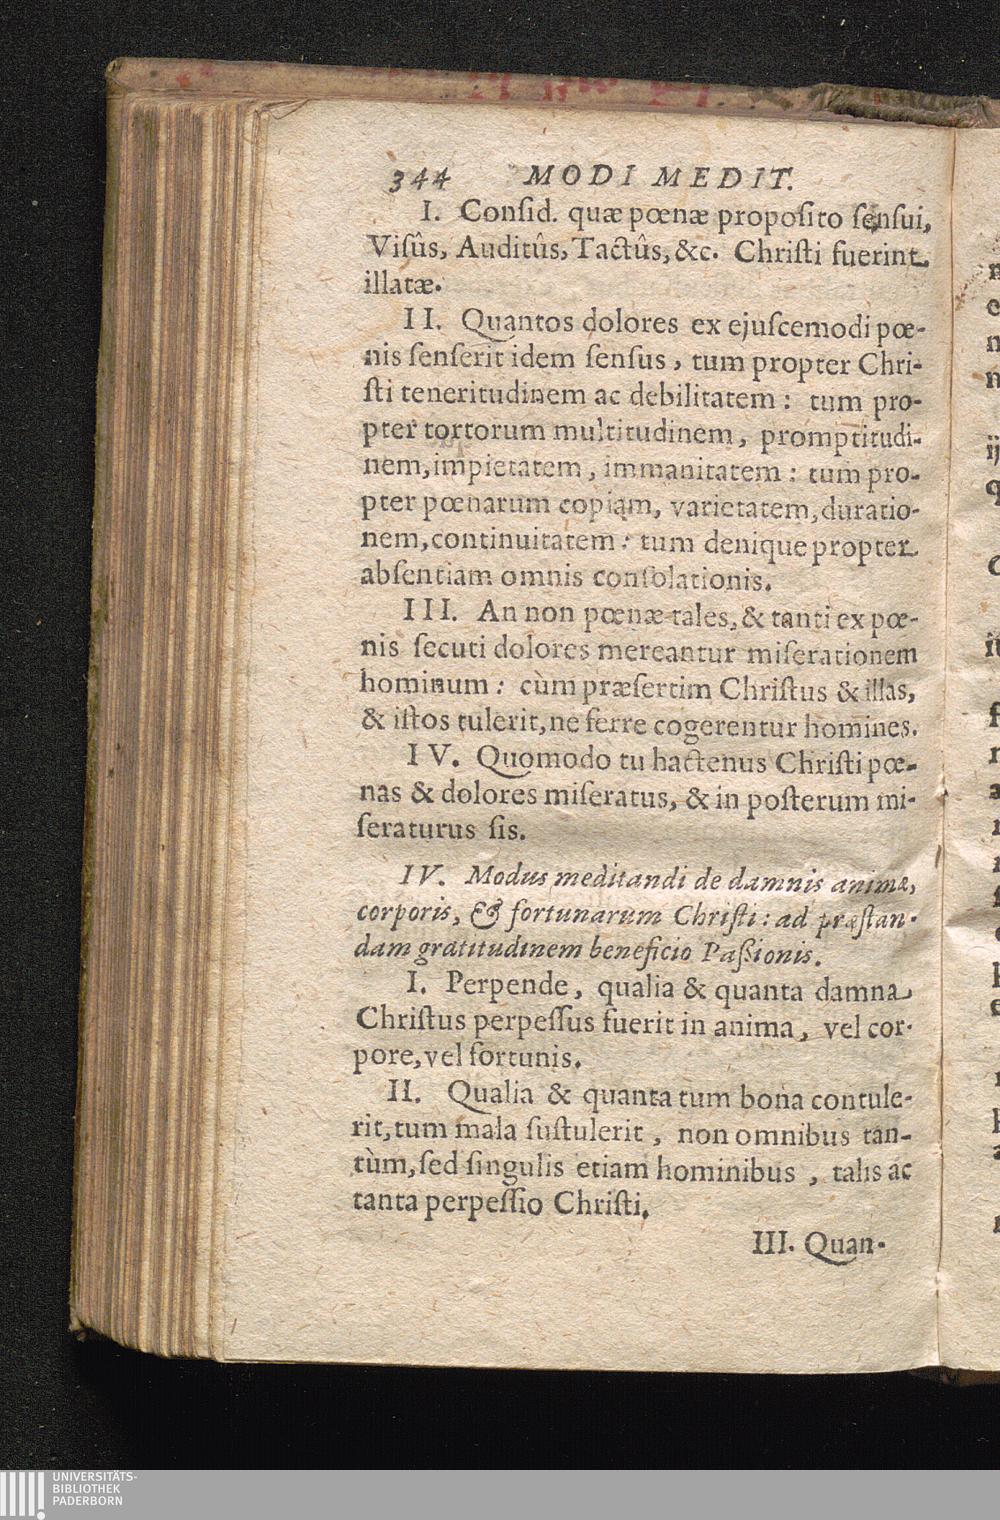 344 MODI MEDIT.
I. Consid. quæ pœnæ proposito sensui,
Visûs, Auditûs, Tactûs, &c. Christi fuerint
illatæ.
II. Quantos dolores ex ejuscemodi pœ-
nis senserit idem sensus, tum propter Chri-
sti teneritudinem ac debilitatem: tum pro-
pter tortorum multitudinem, promptitudi-
nem, impietatem, immanitatem: tum pro-
pter pœnarum copiam, varietatem, duratio-
nem, continuitatem: tum denique propter
absentiam omnis consolationis.
III. An non pœnæ tales, & tanti ex pœ-
nis secuti dolores mereantur miserationem
hominum: cùm præsertim Christus & illas,
& istos tulerit, ne ferre cogerentur homines.
IV. Quomodo tu hactenus Christi pœ-
nas & dolores miseratus, & in posterum mi-
seraturus sis.
IV. Modus meditandi de damnis animæ,
corporis, & fortunarum Christi: ad præstan-
dam gratitudinem beneficio Passionis.
I. Perpende, qualia & quanta damna
Christus perpessus fuerit in anima, vel cor-
pore, vel fortunis.
II. Qualia & quanta tum bona contule-
rit, tum mala sustulerit, non omnibus tan-
tùm, sed singulis etiam hominibus, talis ac
tanta perpessio Christi.
III. Quan-
UNIVERSITÄTS-
BIBLIOTHEK
PADERBORN